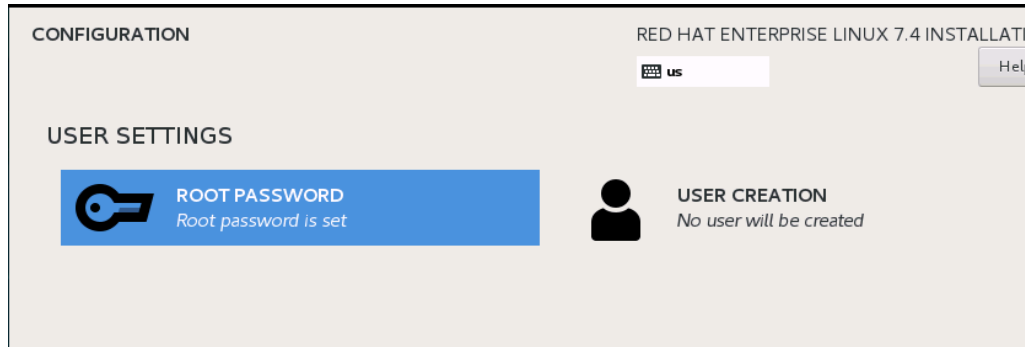 CONFIGURATION
RED HAT ENTERPRISE LINUX 7.4 INSTALLATI
us
Help
USER SETTINGS
ROOT PASSWORD
Root password is set
USER CREATION
No user will be created